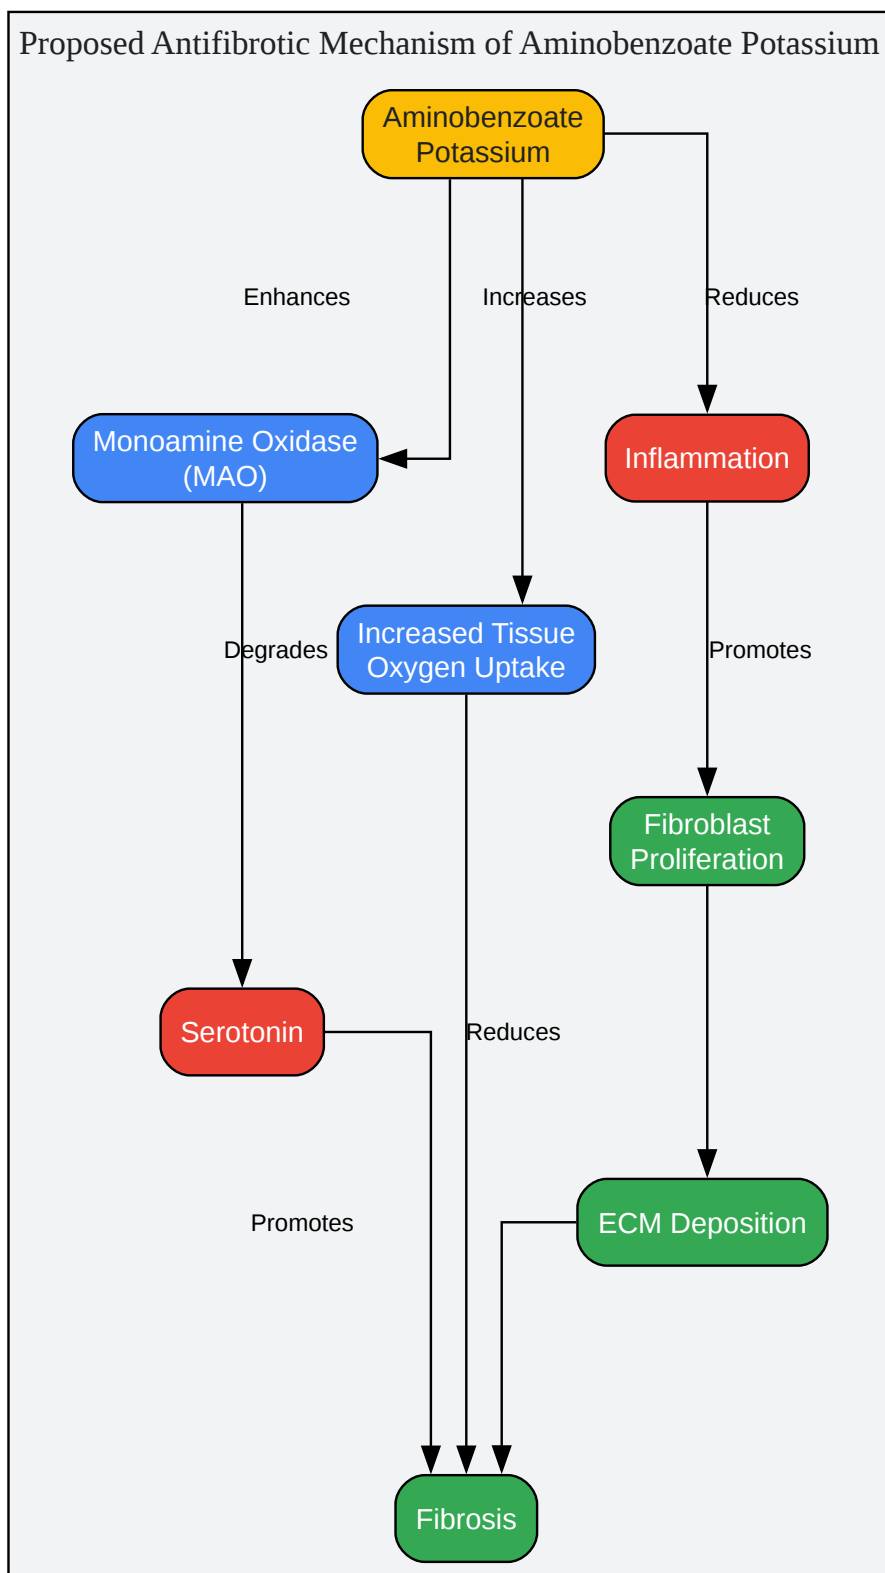 Proposed Antifibrotic Mechanism of Aminobenzoate Potassium
Aminobenzoate
Potassium
Enhances
Increases
Reduces
Monoamine Oxidase
(MAO)
Inflammation
Increased Tissue
Oxygen Uptake
Degrades
Promotes
Fibroblast
Proliferation
Serotonin
Reduces
Promotes
ECM Deposition
Fibrosis